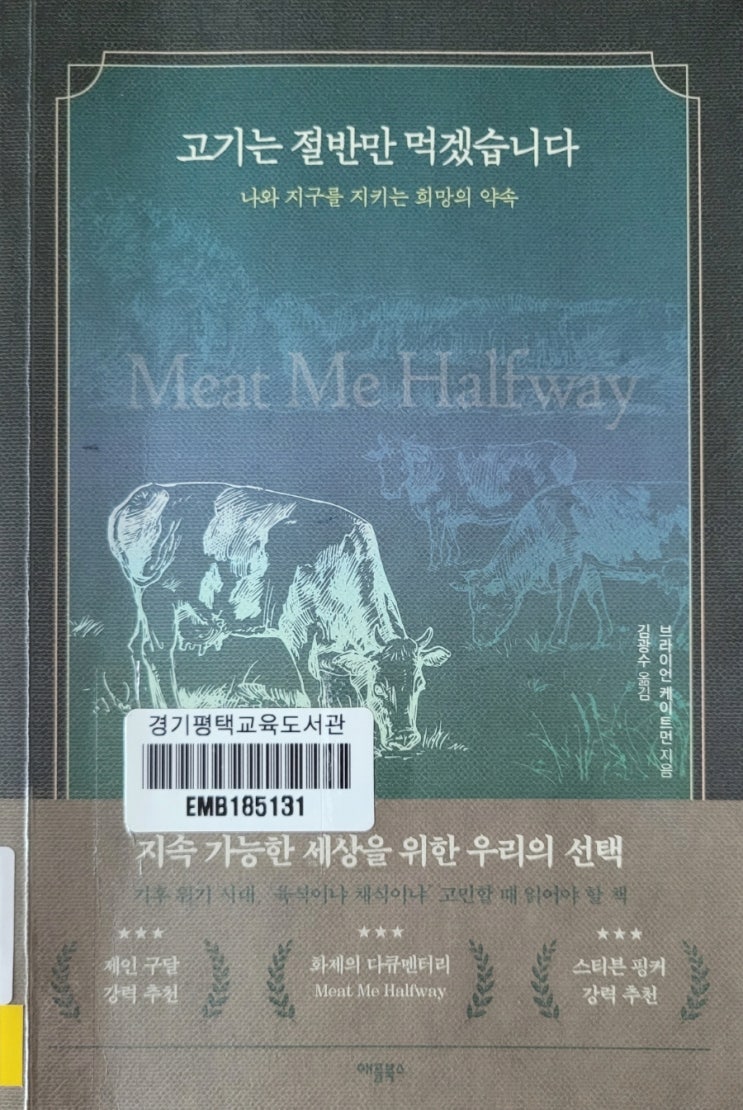 고기는 절반만 먹겠습니다
나와 지구를 지키는 희망의 약속
Meat Me Halfway
브라이언 케이트먼 지음
김광수 옮김
경기평택교육도서관
EMB185131
지속 가능한 세상을 위한 우리의 선택
기후 위기 시대, ‘육식이냐 채식이냐’ 고민할 때 읽어야 할 책
제인 구달
강력 추천
화제의 다큐멘터리
Meat Me Halfway
스티븐 핑커
강력 추천
애플북스